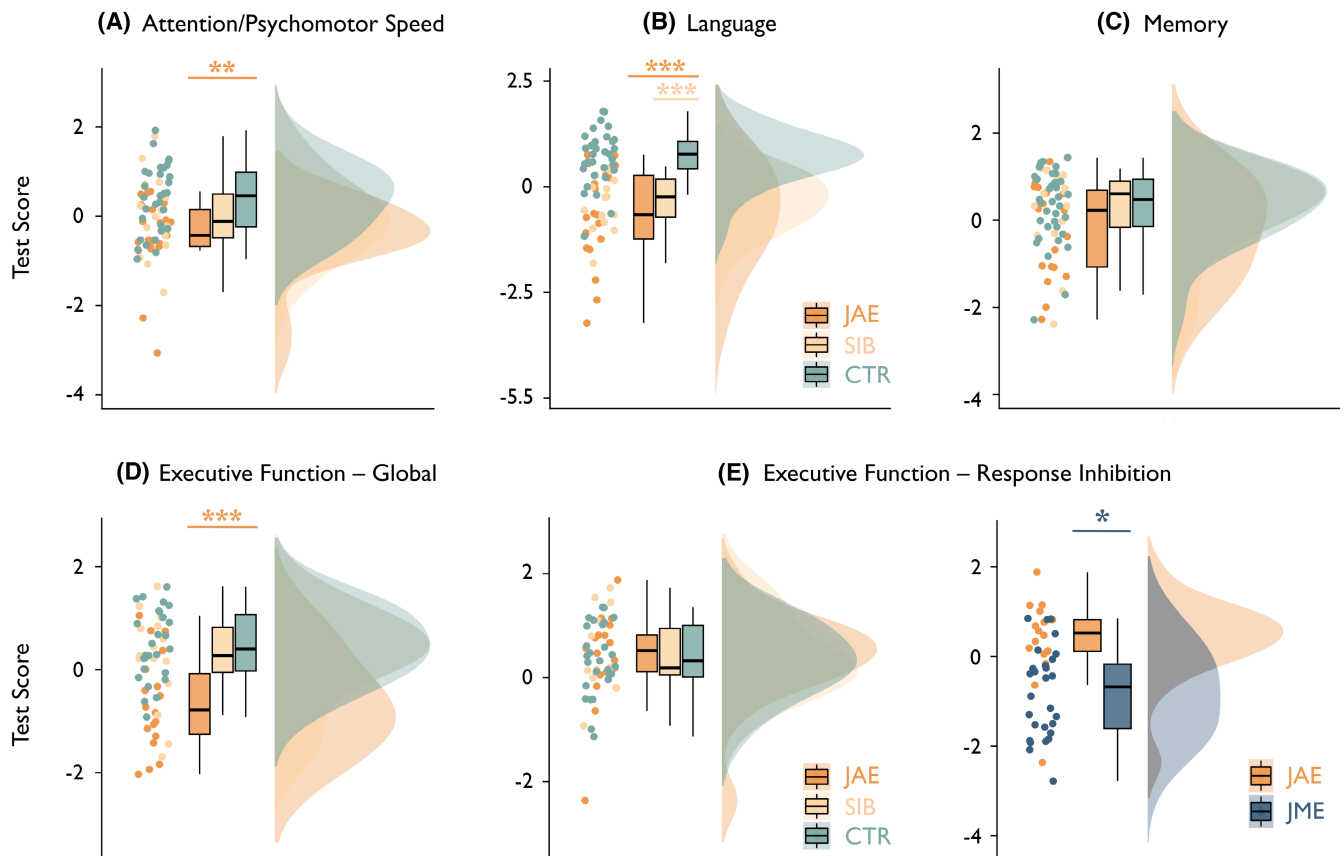 (A) Attention/Psychomotor Speed
(B) Language
(C) Memory
**
***
***
Test Score
2
0
-2
-4
2.5
0
-2.5
-5.5
JAE
SIB
CTR
2
0
-2
-4
(D) Executive Function – Global
(E) Executive Function – Response Inhibition
***
*
Test Score
2
0
-2
2
0
-2
JAE
SIB
CTR
2
0
-2
-4
JAE
JME